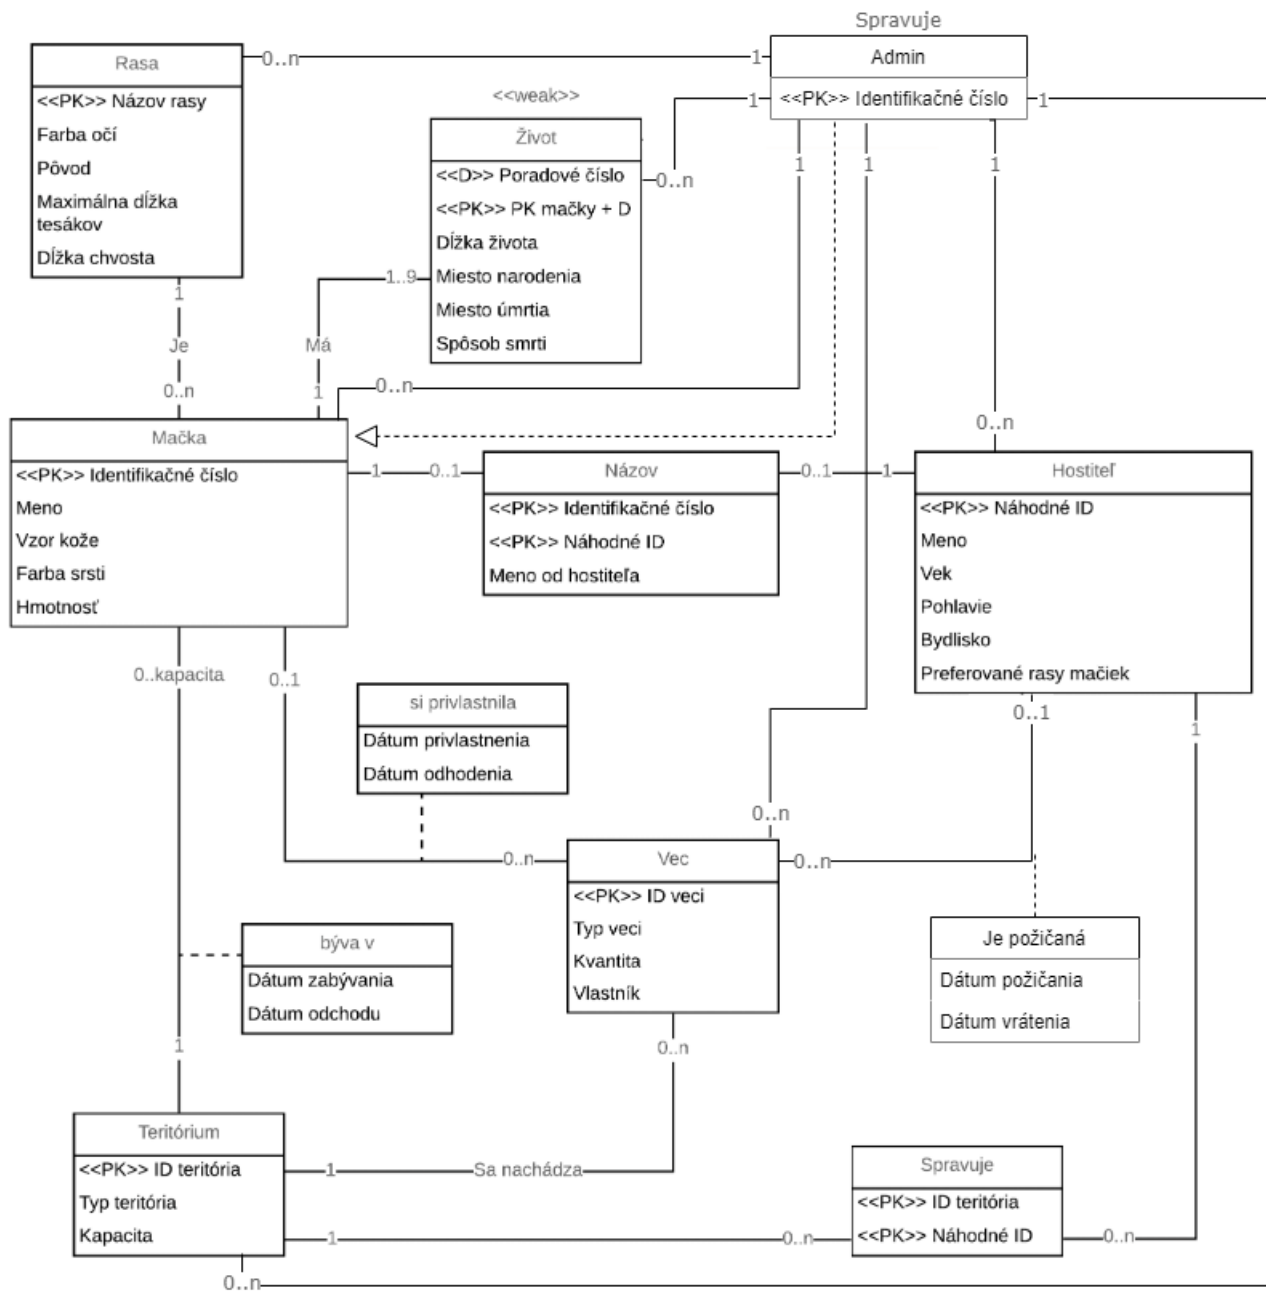 Spravuje
Admin
<<PK>> Identifikačné číslo
Rasa
<<PK>> Názov rasy
Farba očí
Pôvod
Maximálna dĺžka
tesákov
Dĺžka chvosta
0..n
1
<<weak>>
Život
<<D>> Poradové číslo
<<PK>> PK mačky + D
Dĺžka života
Miesto narodenia
Miesto úmrtia
Spôsob smrti
1
0..n
1
1
1
1
1..9
1
Je
Má
0..n
1
0..n
0..n
Mačka
<<PK>> Identifikačné číslo
Meno
Vzor kože
Farba srsti
Hmotnosť
1
0..1
Názov
<<PK>> Identifikačné číslo
<<PK>> Náhodné ID
Meno od hostiteľa
0..1
1
Hostiteľ
<<PK>> Náhodné ID
Meno
Vek
Pohlavie
Bydlisko
Preferované rasy mačiek
0..kapacita
0..1
si privlastnila
Dátum privlastnenia
Dátum odhodenia
0..1
1
0..n
0..n
Vec
<<PK>> ID veci
Typ veci
Kvantita
Vlastník
0..n
býva v
Dátum zabývania
Dátum odchodu
Je požičaná
Dátum požičania
Dátum vrátenia
1
0..n
Teritórium
<<PK>> ID teritória
Typ teritória
Kapacita
1
Sa nachádza
Spravuje
<<PK>> ID teritória
<<PK>> Náhodné ID
1
0..n
0..n
0..n